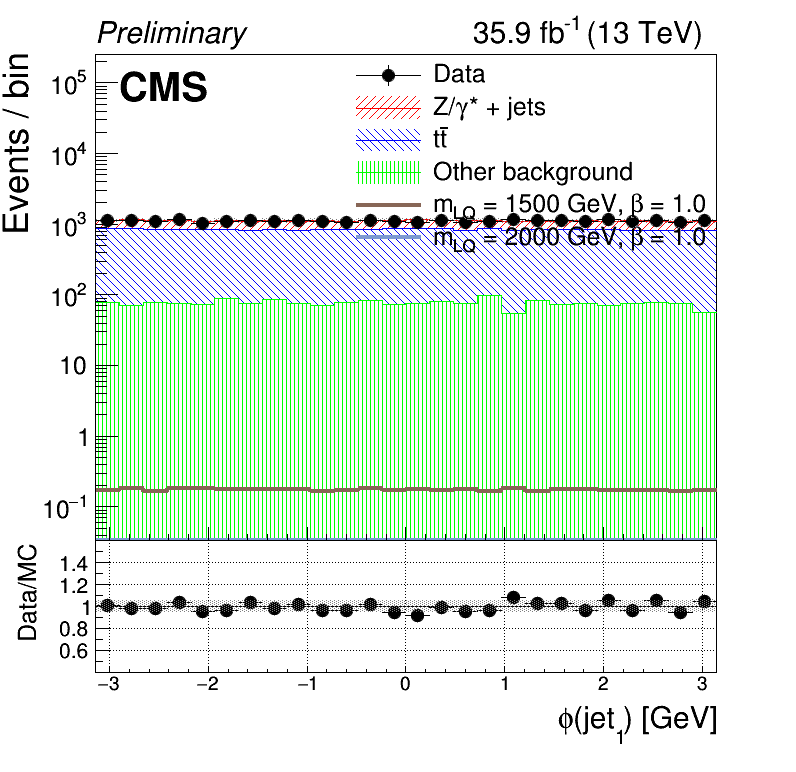 Preliminary 35.9 fb⁻¹ (13 TeV)
CMS
Events / bin
Data
Z/γ* + jets
tt̄
Other background
m_LQ = 1500 GeV, β = 1.0
m_LQ = 2000 GeV, β = 1.0
10⁵
10⁴
10³
10²
10
1
10⁻¹
Data/MC
1.4
1.2
1
0.8
0.6
−3 −2 −1 0 1 2 3
ϕ(jet₁) [GeV]